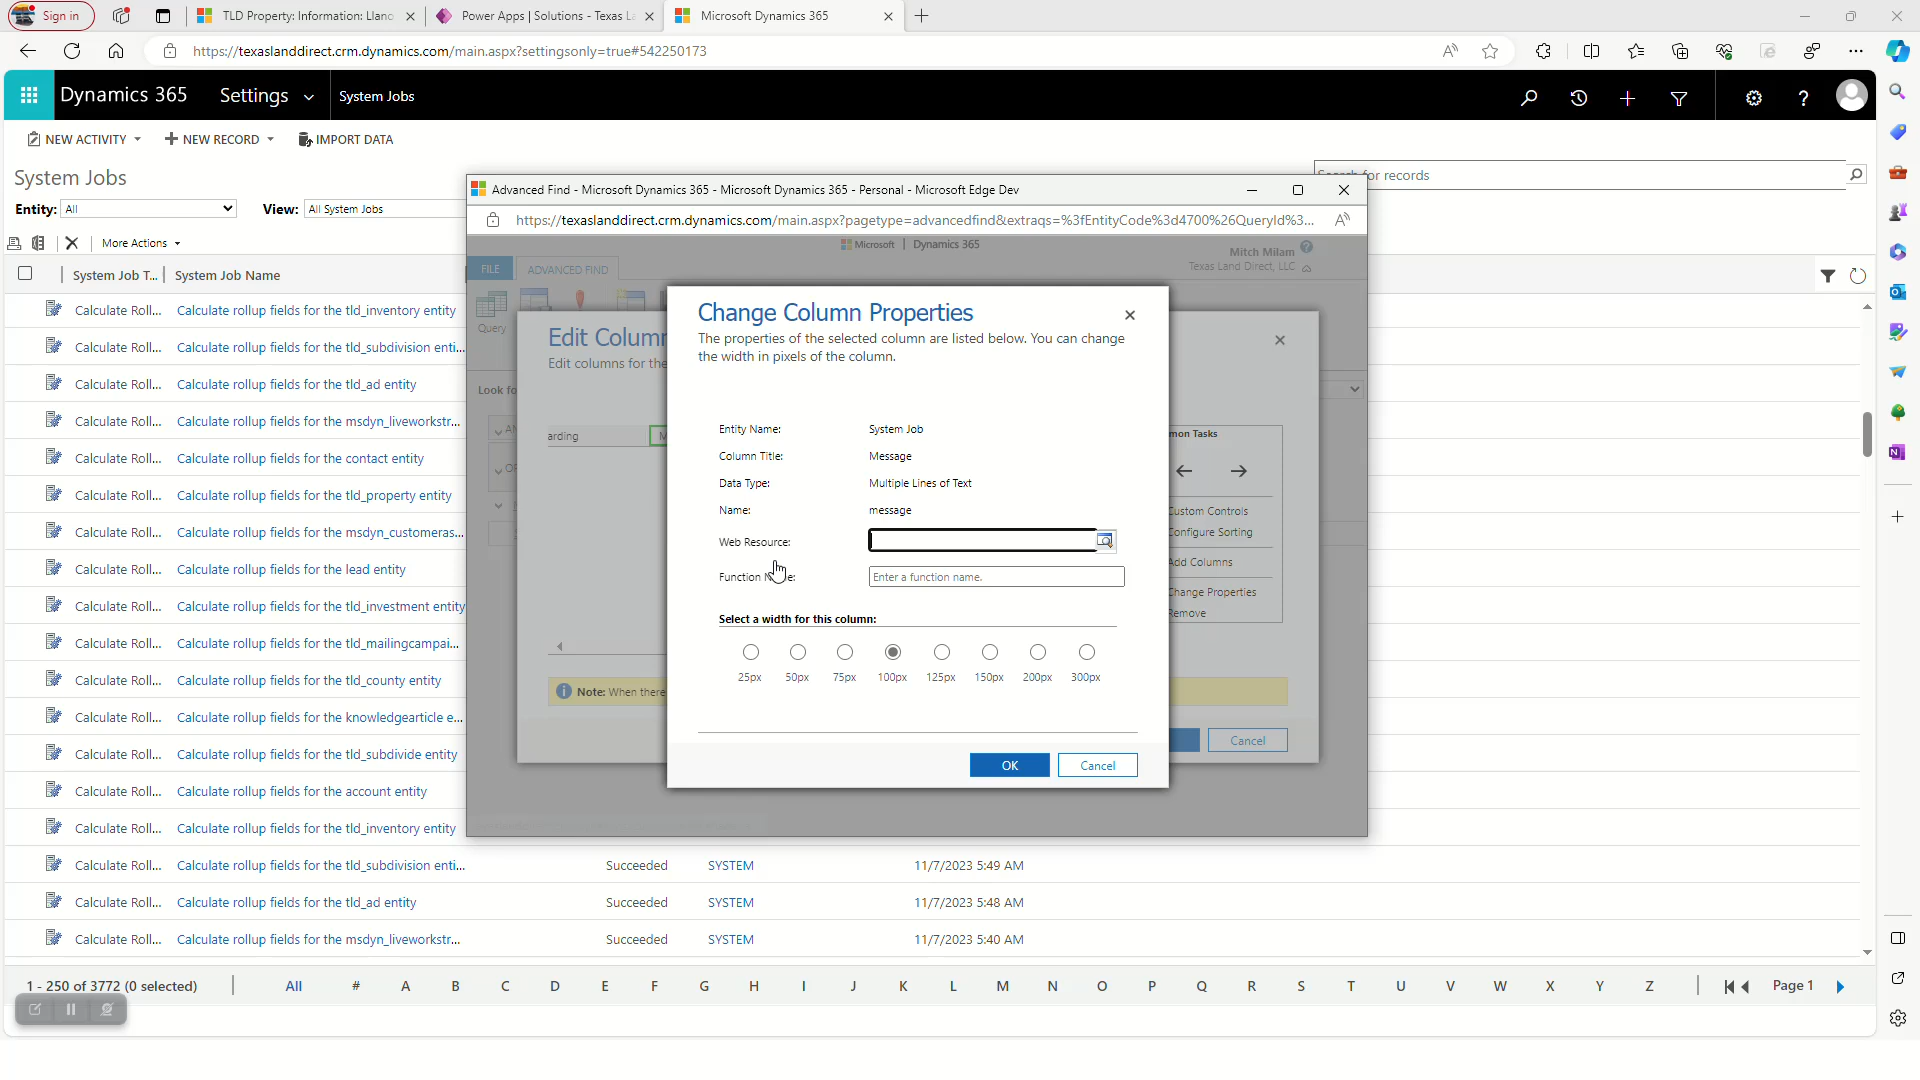 Sign in
TLD Property: Information: Llano
Power Apps | Solutions - Texas La
Microsoft Dynamics 365
https://texaslanddirect.crm.dynamics.com/main.aspx?settingsonly=true#542250173
Dynamics 365
Settings
System Jobs
NEW ACTIVITY
NEW RECORD
IMPORT DATA
System Jobs
for records
Entity: All
View: All System Jobs
More Actions
System Job T...
System Job Name
Calculate Roll... Calculate rollup fields for the tld_inventory entity
Calculate Roll... Calculate rollup fields for the tld_subdivision enti...
Calculate Roll... Calculate rollup fields for the tld_ad entity
Calculate Roll... Calculate rollup fields for the msdyn_liveworkstr...
Calculate Roll... Calculate rollup fields for the contact entity
Calculate Roll... Calculate rollup fields for the tld_property entity
Calculate Roll... Calculate rollup fields for the msdyn_customeras...
Calculate Roll... Calculate rollup fields for the lead entity
Calculate Roll... Calculate rollup fields for the tld_investment entity
Calculate Roll... Calculate rollup fields for the tld_mailingcampai...
Calculate Roll... Calculate rollup fields for the tld_county entity
Calculate Roll... Calculate rollup fields for the knowledgearticle e...
Calculate Roll... Calculate rollup fields for the tld_subdivide entity
Calculate Roll... Calculate rollup fields for the account entity
Calculate Roll... Calculate rollup fields for the tld_inventory entity
Calculate Roll... Calculate rollup fields for the tld_subdivision enti... Succeeded SYSTEM 11/7/2023 5:49 AM
Calculate Roll... Calculate rollup fields for the tld_ad entity Succeeded SYSTEM 11/7/2023 5:48 AM
Calculate Roll... Calculate rollup fields for the msdyn_liveworkstr... Succeeded SYSTEM 11/7/2023 5:40 AM
1 - 250 of 3772 (0 selected) All # A B C D E F G H I J K L M N O P Q R S T U V W X Y Z Page 1
Advanced Find - Microsoft Dynamics 365 - Microsoft Dynamics 365 - Personal - Microsoft Edge Dev
https://texaslanddirect.crm.dynamics.com/main.aspx?pagetype=advancedfind&extraqs=%3fEntityCode%3d4700%26QueryId%3...
Microsoft | Dynamics 365
Mitch Milam
Texas Land Direct, LLC
FILE
ADVANCED FIND
Query
Look fo
Edit Column
Edit columns for the
arding
mon Tasks
Custom Controls
Configure Sorting
Add Columns
Change Properties
Remove
Note: When there
Cancel
Change Column Properties
The properties of the selected column are listed below. You can change
the width in pixels of the column.
Entity Name: System Job
Column Title: Message
Data Type: Multiple Lines of Text
Name: message
Web Resource:
Function Enter a function name.
Select a width for this column:
25px 50px 75px 100px 125px 150px 200px 300px
OK
Cancel